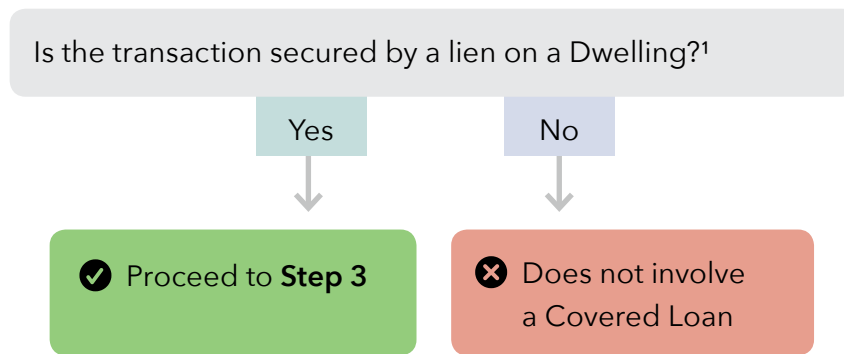 Is the transaction secured by a lien on a Dwelling?¹
Yes
No
Proceed to Step 3
Does not involve
a Covered Loan